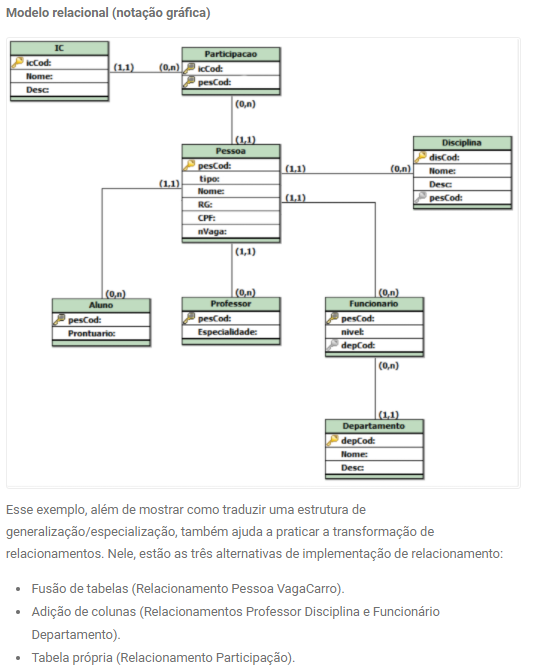 Modelo relacional (notação gráfica)
IC
icCod:
Nome:
Desc:
(1,1)
(0,n)
Participacao
icCod:
pesCod:
(0,n)
(1,1)
Pessoa
pesCod:
tipo:
Nome:
RG:
CPF:
nVaga:
(1,1)
(0,n)
Disciplina
disCod:
Nome:
Desc:
pesCod:
(1,1)
(1,1)
(1,1)
(0,n)
Aluno
pesCod:
Prontuario:
(0,n)
Professor
pesCod:
Especialidade:
(0,n)
Funcionario
pesCod:
nivel:
depCod:
(0,n)
(1,1)
Departamento
depCod:
Nome:
Desc:
Esse exemplo, além de mostrar como traduzir uma estrutura de
generalização/especialização, também ajuda a praticar a transformação de
relacionamentos. Nele, estão as três alternativas de implementação de relacionamento:
• Fusão de tabelas (Relacionamento Pessoa VagaCarro).
• Adição de colunas (Relacionamentos Professor Disciplina e Funcionário
Departamento).
• Tabela própria (Relacionamento Participação).